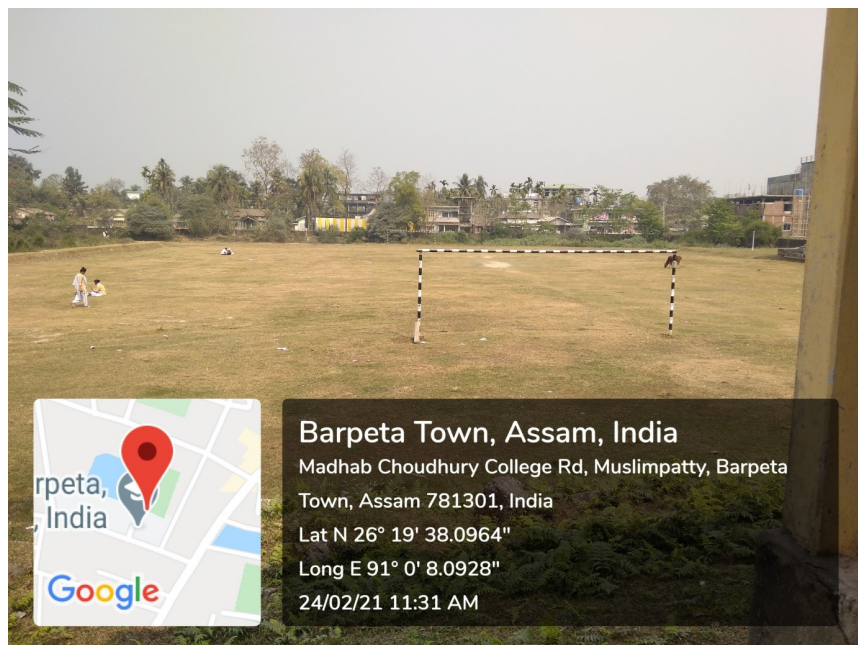 Barpeta Town, Assam, India
Madhab Choudhury College Rd, Muslimpatty, Barpeta
Town, Assam 781301, India
Lat N 26° 19' 38.0964"
Long E 91° 0' 8.0928"
24/02/21 11:31 AM
rpeta,
, India
Google